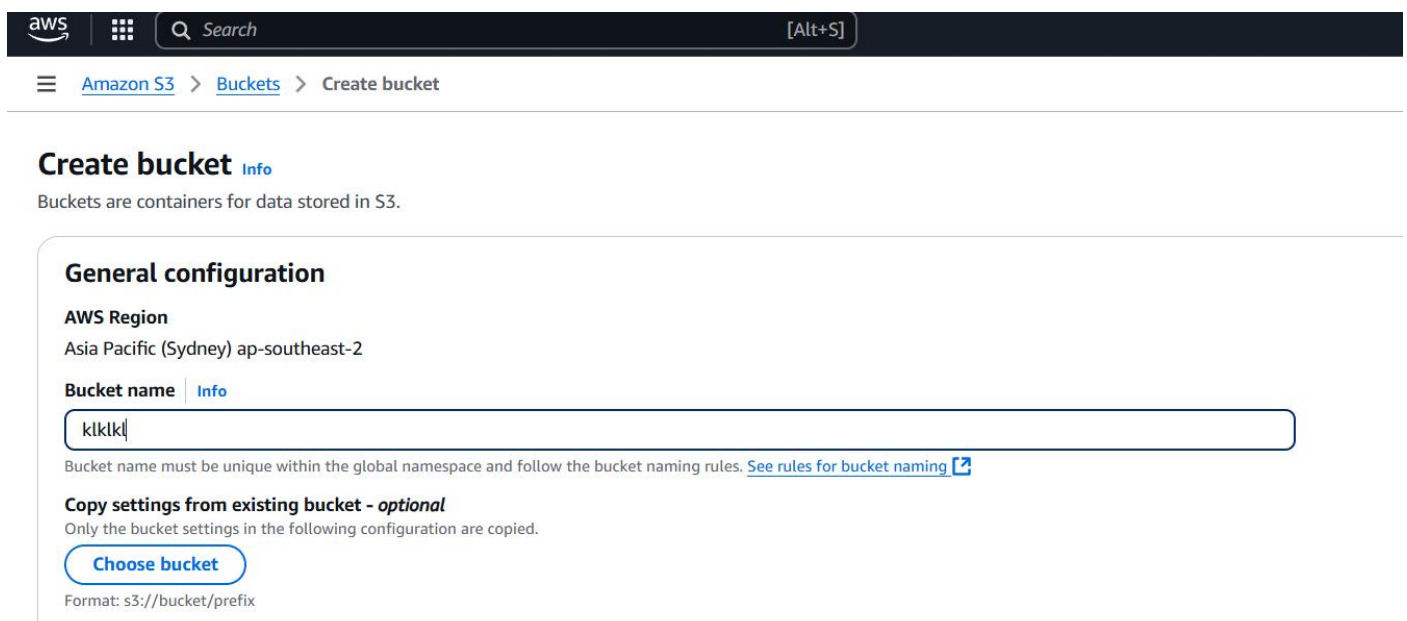 aws
Search [Alt+S]
Amazon S3 > Buckets > Create bucket
Create bucket Info
Buckets are containers for data stored in S3.
General configuration
AWS Region
Asia Pacific (Sydney) ap-southeast-2
Bucket name Info
klklkl
Bucket name must be unique within the global namespace and follow the bucket naming rules. See rules for bucket naming
Copy settings from existing bucket - optional
Only the bucket settings in the following configuration are copied.
Choose bucket
Format: s3://bucket/prefix